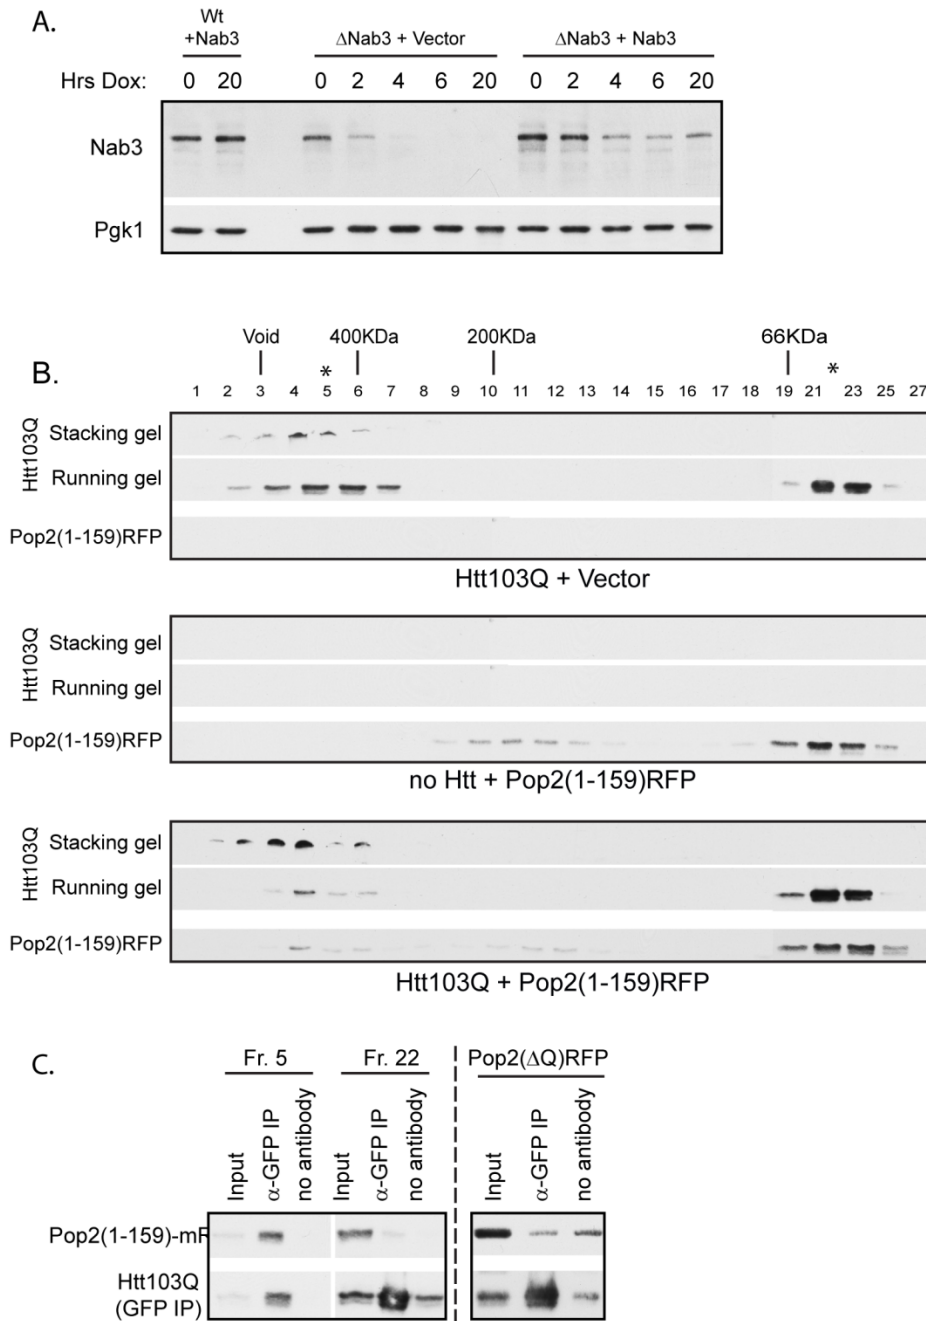 A.
Wt
+Nab3
ΔNab3 + Vector
ΔNab3 + Nab3
Hrs Dox: 0 20 0 2 4 6 20 0 2 4 6 20
Nab3
Pgk1
B.
Void 400KDa 200KDa 66KDa
* *
1 2 3 4 5 6 7 8 9 10 11 12 13 14 15 16 17 18 19 21 23 25 27
Htt103Q
Stacking gel
Running gel
Pop2(1-159)RFP
Htt103Q + Vector
Htt103Q
Stacking gel
Running gel
Pop2(1-159)RFP
no Htt + Pop2(1-159)RFP
Htt103Q
Stacking gel
Running gel
Pop2(1-159)RFP
Htt103Q + Pop2(1-159)RFP
C.
Fr. 5 Fr. 22 Pop2(ΔQ)RFP
Input α-GFP IP no antibody Input α-GFP IP no antibody Input α-GFP IP no antibody
Pop2(1-159)-mR
Htt103Q
(GFP IP)